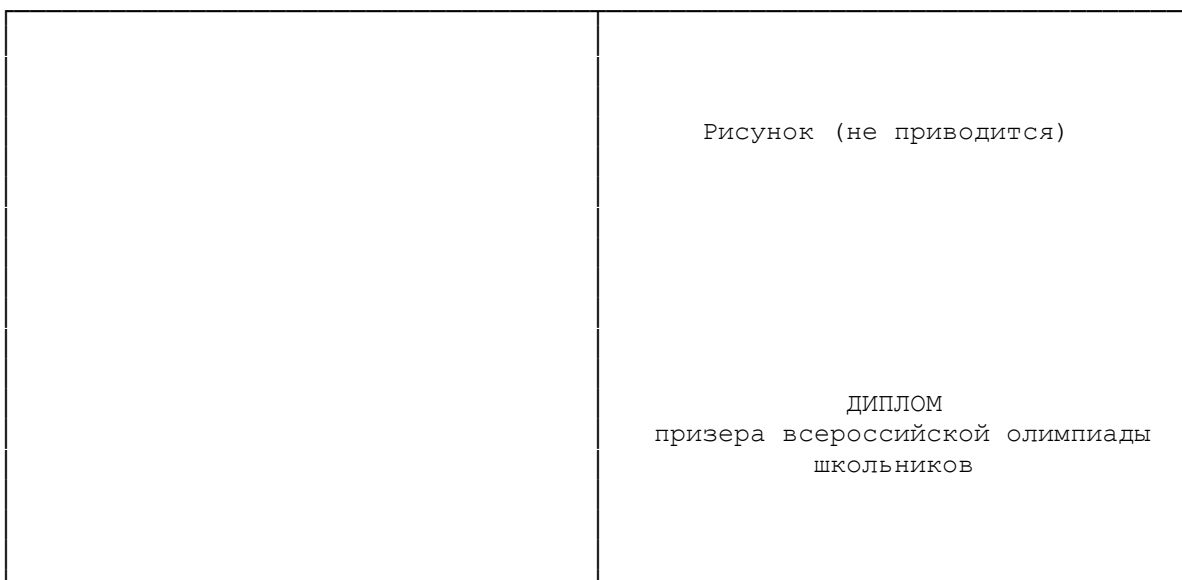 Рисунок (не приводится)
ДИПЛОМ
призера всероссийской олимпиады
школьников